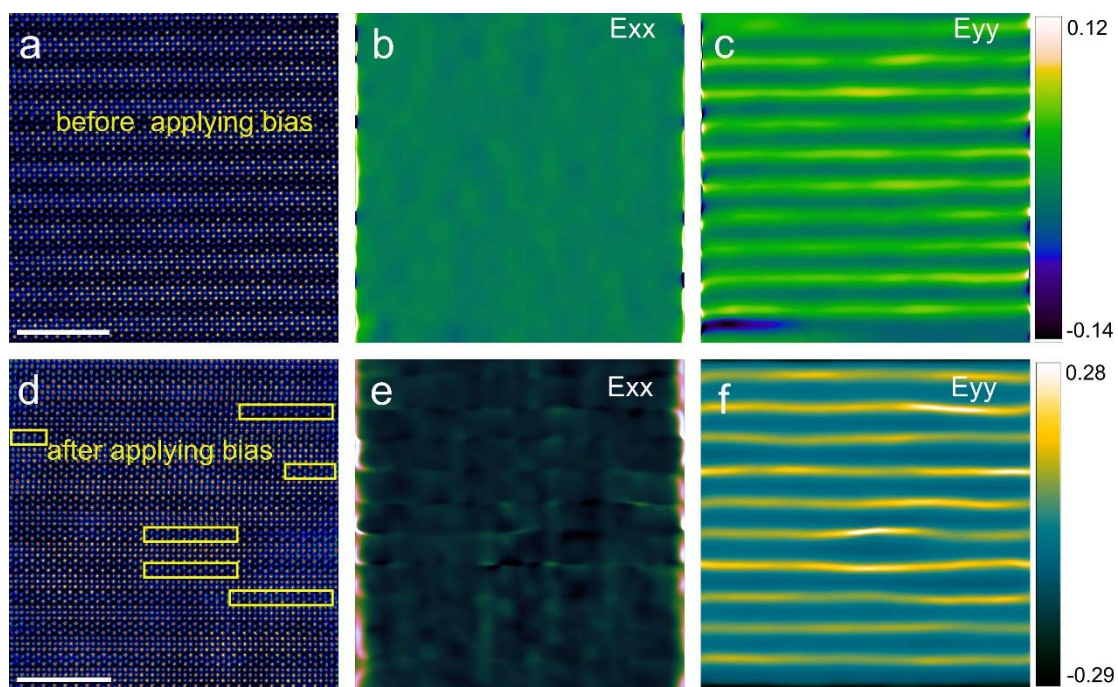 a
before applying bias
b
Exx
c
Eyy
0.12
-0.14
d
after applying bias
e
Exx
f
Eyy
0.28
-0.29